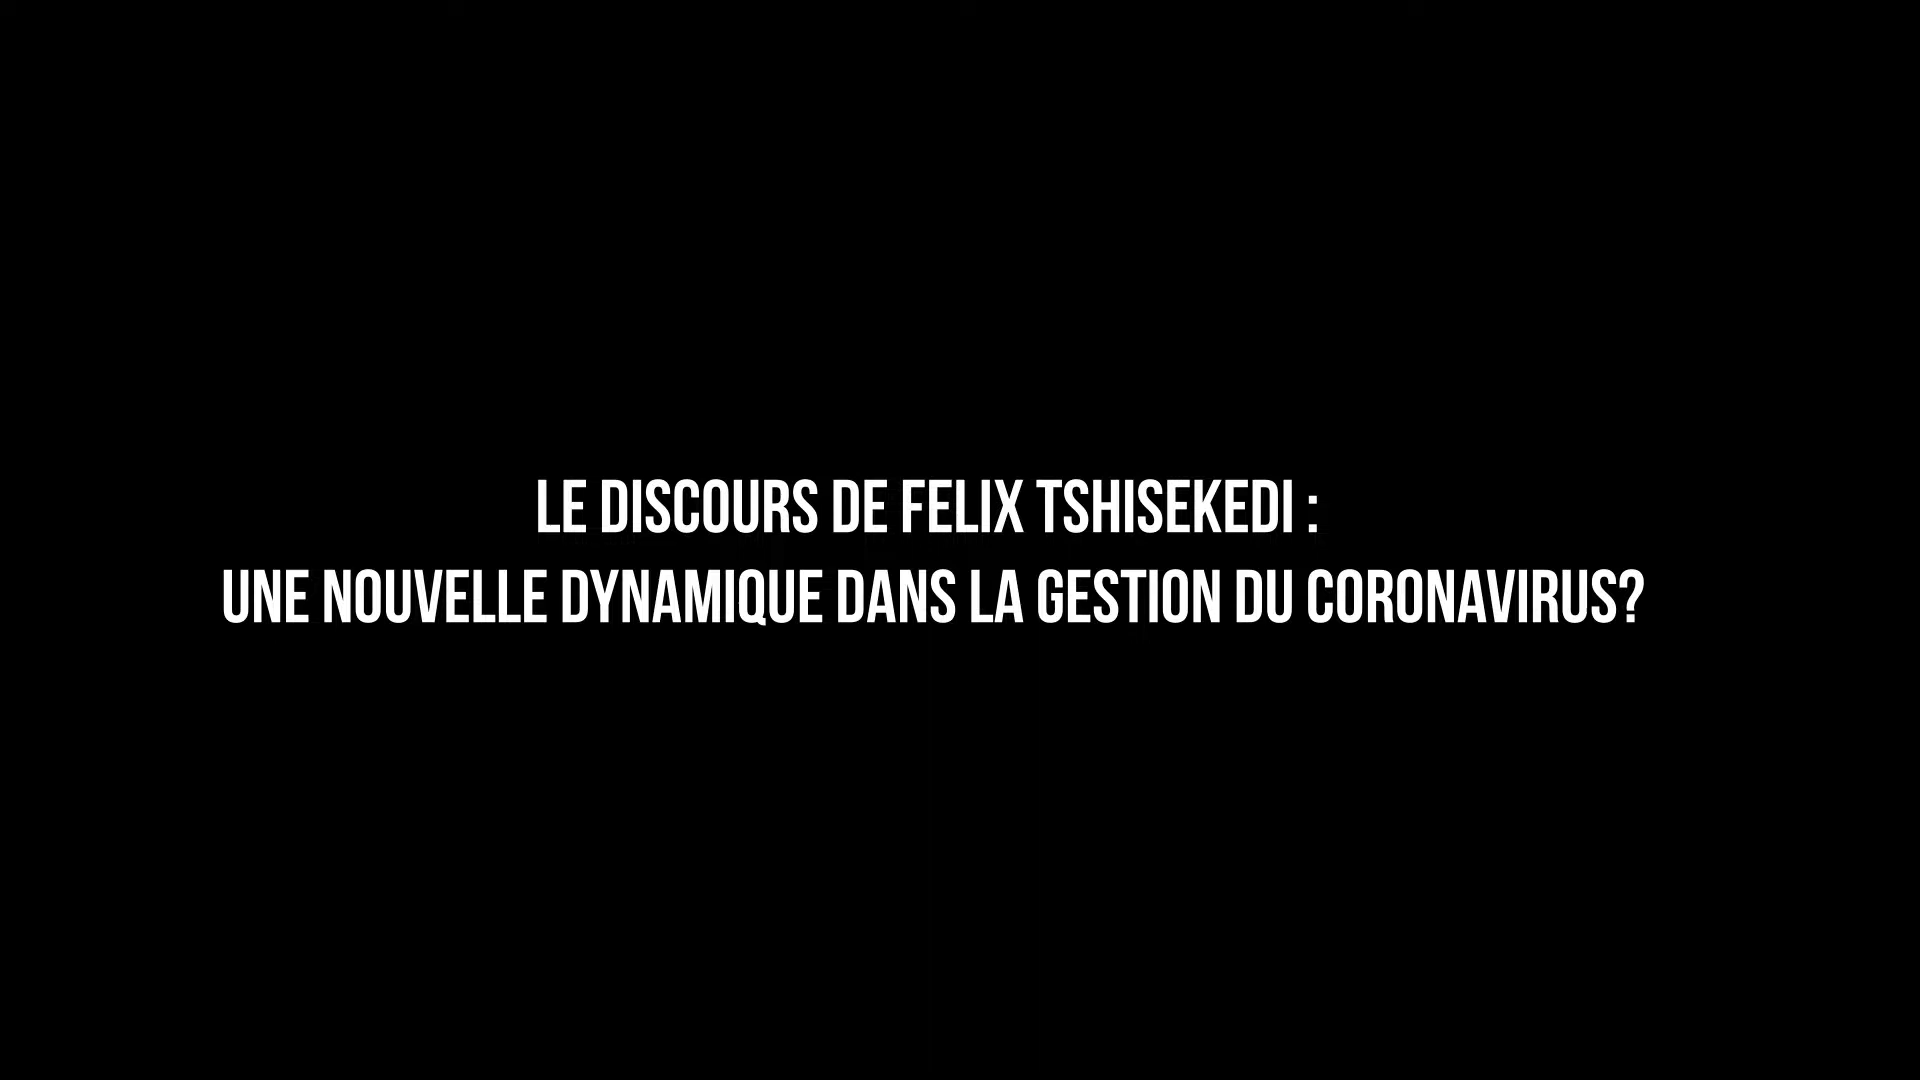 LE DISCOURS DE FELIX TSHISEKEDI :
UNE NOUVELLE DYNAMIQUE DANS LA GESTION DU CORONAVIRUS?